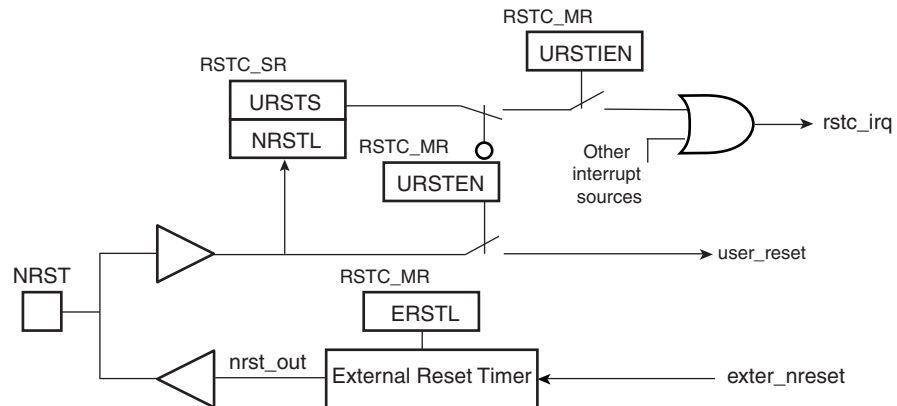 RSTC_MR
URSTIEN
RSTC_SR
URSTS
NRSTL
rstc_irq
RSTC_MR
Other
interrupt
sources
URSTEN
user_reset
NRST
RSTC_MR
ERSTL
nrst_out
External Reset Timer
exter_nreset